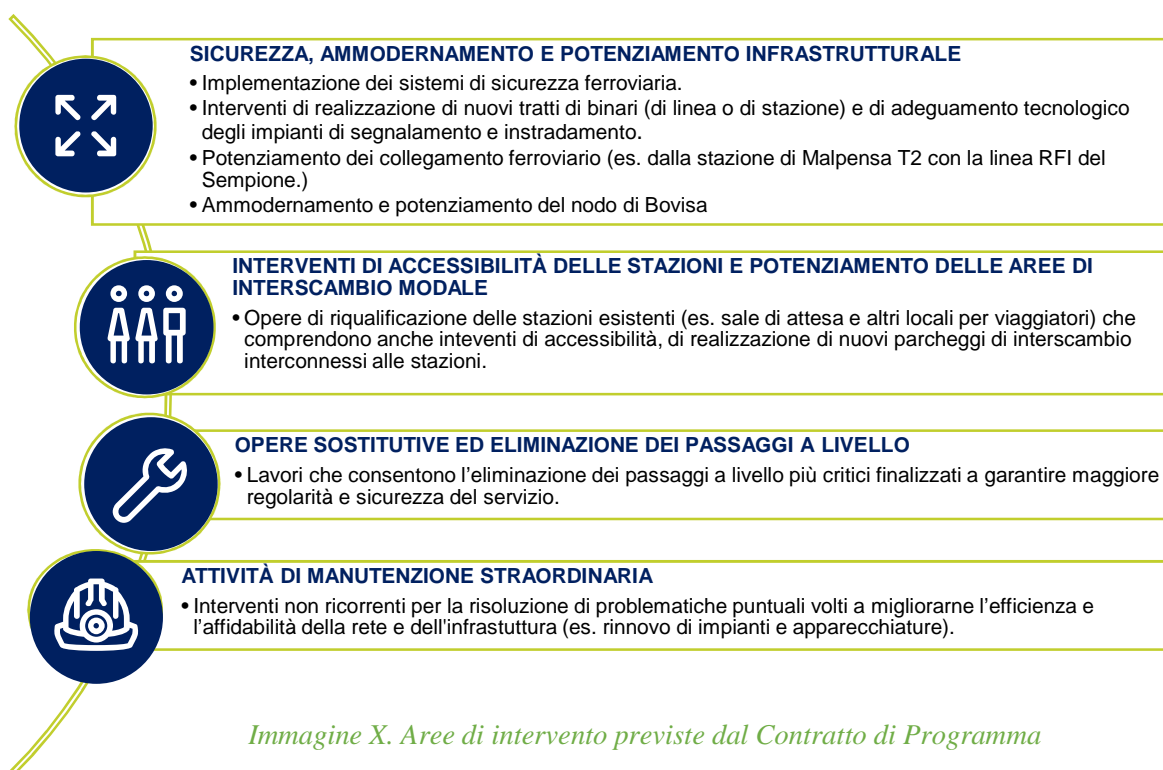 SICUREZZA, AMMODERNAMENTO E POTENZIAMENTO INFRASTRUTTURALE
• Implementazione dei sistemi di sicurezza ferroviaria.
• Interventi di realizzazione di nuovi tratti di binari (di linea o di stazione) e di adeguamento tecnologico
degli impianti di segnalamento e instradamento.
• Potenziamento dei collegamento ferroviario (es. dalla stazione di Malpensa T2 con la linea RFI del
Sempione.)
• Ammodernamento e potenziamento del nodo di Bovisa
INTERVENTI DI ACCESSIBILITÀ DELLE STAZIONI E POTENZIAMENTO DELLE AREE DI
INTERSCAMBIO MODALE
• Opere di riqualificazione delle stazioni esistenti (es. sale di attesa e altri locali per viaggiatori) che
comprendono anche inteventi di accessibilità, di realizzazione di nuovi parcheggi di interscambio
interconnessi alle stazioni.
OPERE SOSTITUTIVE ED ELIMINAZIONE DEI PASSAGGI A LIVELLO
• Lavori che consentono l’eliminazione dei passaggi a livello più critici finalizzati a garantire maggiore
regolarità e sicurezza del servizio.
ATTIVITÀ DI MANUTENZIONE STRAORDINARIA
• Interventi non ricorrenti per la risoluzione di problematiche puntuali volti a migliorarne l’efficienza e
l’affidabilità della rete e dell'infrastuttura (es. rinnovo di impianti e apparecchiature).
Immagine X. Aree di intervento previste dal Contratto di Programma